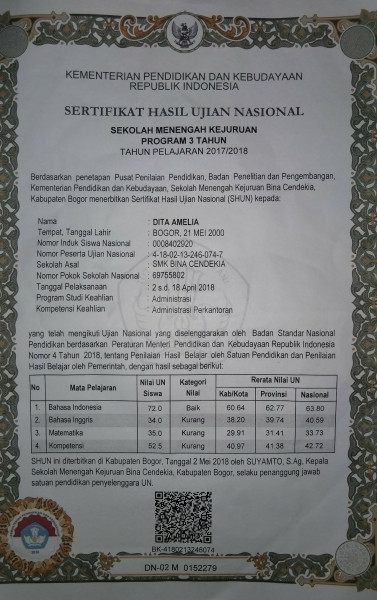 KEMENTERIAN PENDIDIKAN DAN KEBUDAYAAN
REPUBLIK INDONESIA
SERTIFIKAT HASIL UJIAN NASIONAL
SEKOLAH MENENGAH KEJURUAN
PROGRAM 3 TAHUN
TAHUN PELAJARAN 2017/2018
Berdasarkan penetapan Pusat Penilaian Pendidikan, Badan Penelitian dan Pengembangan,
Kementerian Pendidikan dan Kebudayaan, Sekolah Menengah Kejuruan Bina Cendekia,
Kabupaten Bogor menerbitkan Sertifikat Hasil Ujian Nasional (SHUN) kepada:
Nama : DITA AMELIA
Tempat, Tanggal Lahir : BOGOR, 21 MEI 2000
Nomor Induk Siswa Nasional : 0008402920
Nomor Peserta Ujian Nasional : 4-18-02-13-246-074-7
Sekolah Asal : SMK BINA CENDEKIA
Nomor Pokok Sekolah Nasional : 69755802
Tanggal Pelaksanaan : 2 s.d. 18 April 2018
Program Studi Keahlian : Administrasi
Kompetensi Keahlian : Administrasi Perkantoran
yang telah mengikuti Ujian Nasional yang diselenggarakan oleh Badan Standar Nasional
Pendidikan berdasarkan Peraturan Menteri Pendidikan dan Kebudayaan Republik Indonesia
Nomor 4 Tahun 2018, tentang Penilaian Hasil Belajar oleh Satuan Pendidikan dan Penilaian
Hasil Belajar oleh Pemerintah, dengan hasil sebagai berikut:
No Mata Pelajaran Nilai UN Siswa Kategori Nilai Rerata Nilai UN
Kab/Kota Provinsi Nasional
1. Bahasa Indonesia 72.0 Baik 60.64 62.77 63.80
2. Bahasa Inggris 34.0 Kurang 38.20 39.74 40.59
3. Matematika 35.0 Kurang 29.91 31.41 33.73
4. Kompetensi 52.5 Kurang 40.97 41.38 42.72
SHUN ini diterbitkan di Kabupaten Bogor, Tanggal 2 Mei 2018 oleh SUYAMTO, S.Ag, Kepala
Sekolah Menengah Kejuruan Bina Cendekia, Kabupaten Bogor, selaku penanggung jawab
satuan pendidikan penyelenggara UN.
BK-4180213246074
DN-02 M 0152279